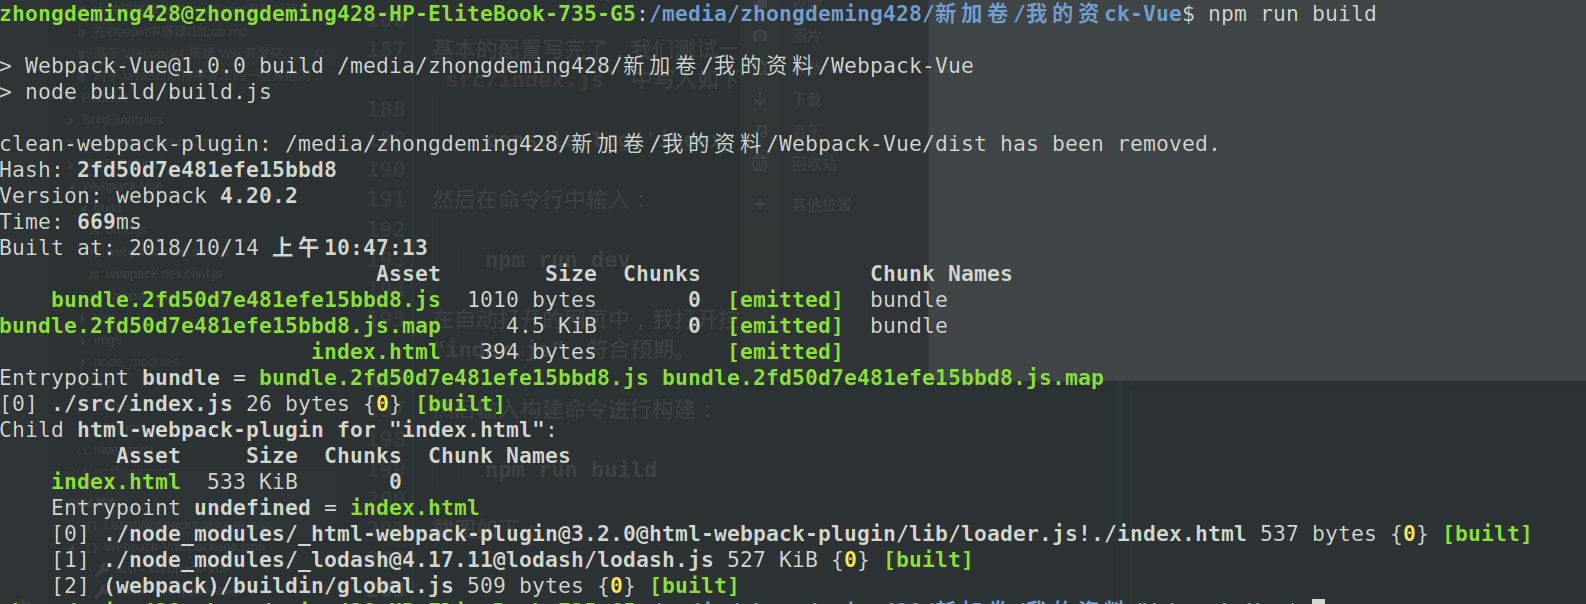 zhongdeming428@zhongdeming428-HP-EliteBook-735-G5:/media/zhongdeming428/新加卷/我的资ck-Vue$ npm run build
> Webpack-Vue@1.0.0 build /media/zhongdeming428/新加卷/我的资料/Webpack-Vue
> node build/build.js
clean-webpack-plugin: /media/zhongdeming428/新加卷/我的资料/Webpack-Vue/dist has been removed.
Hash: 2fd50d7e481efe15bbd8
Version: webpack 4.20.2
Time: 669ms
Built at: 2018/10/14 上午10:47:13
Asset Size Chunks Chunk Names
bundle.2fd50d7e481efe15bbd8.js 1010 bytes 0 [emitted] bundle
bundle.2fd50d7e481efe15bbd8.js.map 4.5 KiB 0 [emitted] bundle
index.html 394 bytes [emitted]
Entrypoint bundle = bundle.2fd50d7e481efe15bbd8.js bundle.2fd50d7e481efe15bbd8.js.map
[0] ./src/index.js 26 bytes {0} [built]
Child html-webpack-plugin for "index.html":
Asset Size Chunks Chunk Names
index.html 533 KiB 0
Entrypoint undefined = index.html
[0] ./node_modules/_html-webpack-plugin@3.2.0@html-webpack-plugin/lib/loader.js!./index.html 537 bytes {0} [built]
[1] ./node_modules/_lodash@4.17.11@lodash/lodash.js 527 KiB {0} [built]
[2] (webpack)/buildin/global.js 509 bytes {0} [built]